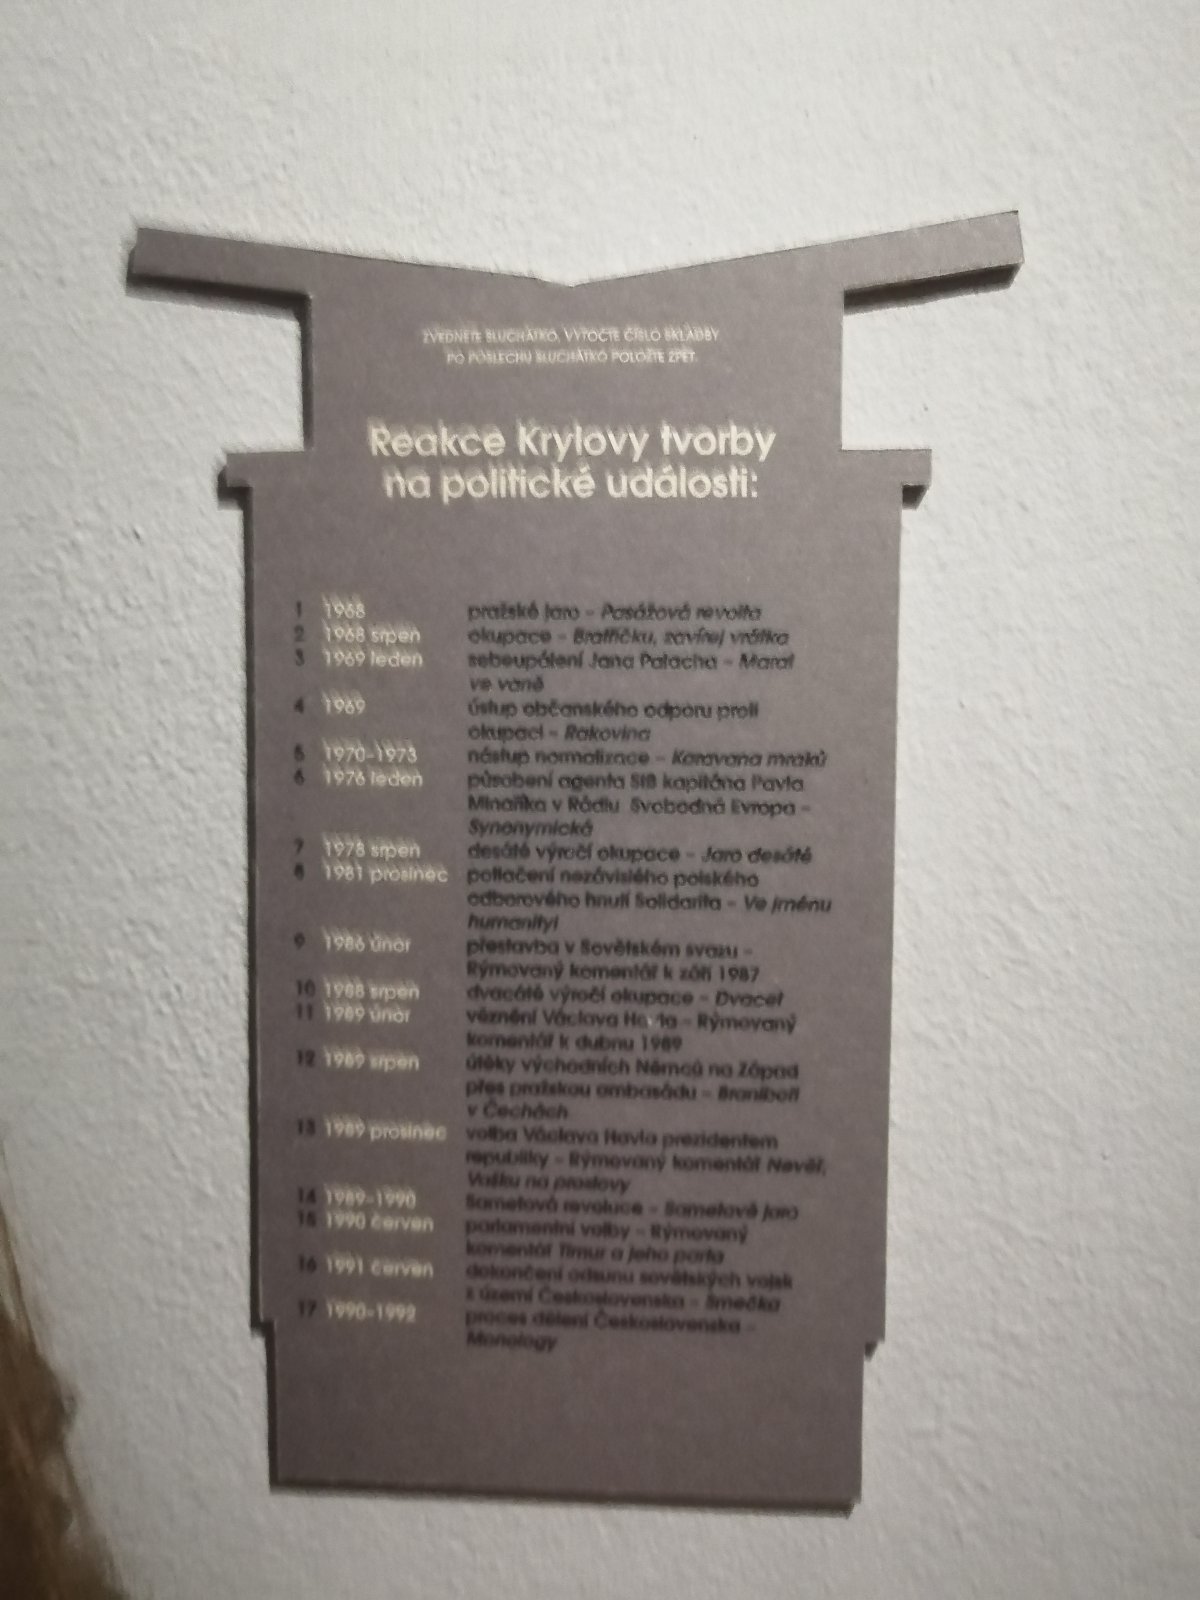 ZVEDNĚTE SLUCHÁTKO, VYTOČTE ČÍSLO SKLADBY
PO POSLECHU SLUCHÁTKO POLOŽTE ZPĚT.
Reakce Krylovy tvorby
na politické události:
1 1968 pražské jaro – Pasážová revolta
2 1968 srpen okupace – Bratříčku, zavírej vrátka
3 1969 leden sebeupálení Jana Palacha – Marat
ve vaně
4 1969 ústup občanského odporu proti
okupaci – Rakovina
5 1970–1973 nástup normalizace – Karavana mraků
6 1976 leden působení agenta StB kapitána Pavla
Minaříka v Rádiu Svobodná Evropa –
Synonymická
7 1978 srpen desáté výročí okupace – Jaro desáté
8 1981 prosinec potlačení nezávislého polského
odborového hnutí Solidarita – Ve jménu
humanity!
9 1986 únor přestavba v Sovětském svazu –
Rýmovaný komentář k září 1987
10 1988 srpen dvacáté výročí okupace – Dvacet
11 1989 únor věznění Václava Havla – Rýmovaný
komentář k dubnu 1989
12 1989 srpen útěky východních Němců na Západ
přes pražskou ambasádu – Braniboři
v Čechách
13 1989 prosinec volba Václava Havla prezidentem
republiky – Rýmovaný komentář Nevěř,
Vašku na proslovy
14 1989–1990 Sametová revoluce – Sametové jaro
15 1990 červen parlamentní volby – Rýmovaný
komentář Timur a jeho parta
16 1991 červen dokončení odsunu sovětských vojsk
z území Československa – Smečka
17 1990–1992 proces dělení Československa –
Monology